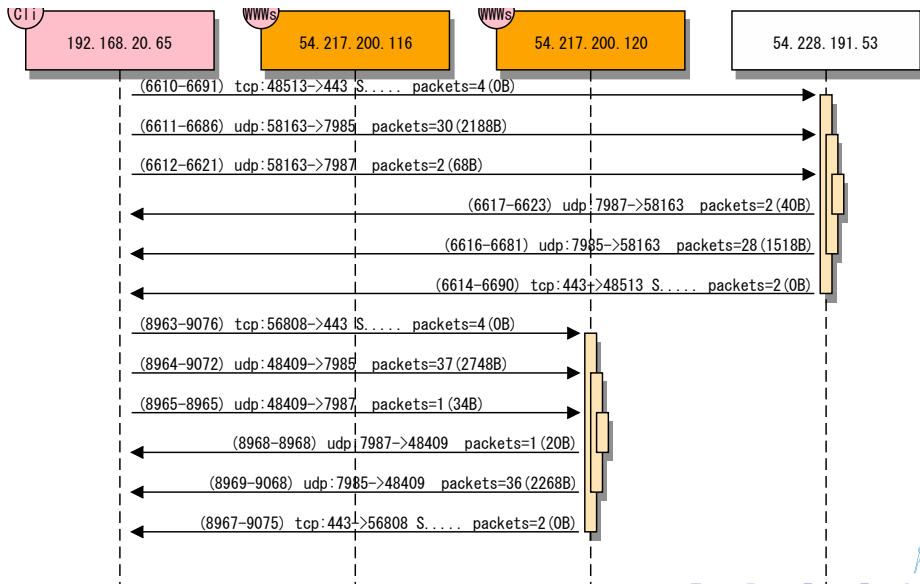 Cli
WWWs
WWWs
192.168.20.65
54.217.200.116
54.217.200.120
54.228.191.53
(6610-6691) tcp:48513->443 S..... packets=4(0B)
(6611-6686) udp:58163->7985 packets=30(2188B)
(6612-6621) udp:58163->7987 packets=2(68B)
(6617-6623) udp:7987->58163 packets=2(40B)
(6616-6681) udp:7985->58163 packets=28(1518B)
(6614-6690) tcp:443->48513 S..... packets=2(0B)
(8963-9076) tcp:56808->443 S..... packets=4(0B)
(8964-9072) udp:48409->7985 packets=37(2748B)
(8965-8965) udp:48409->7987 packets=1(34B)
(8968-8968) udp:7987->48409 packets=1(20B)
(8969-9068) udp:7985->48409 packets=36(2268B)
(8967-9075) tcp:443->56808 S..... packets=2(0B)